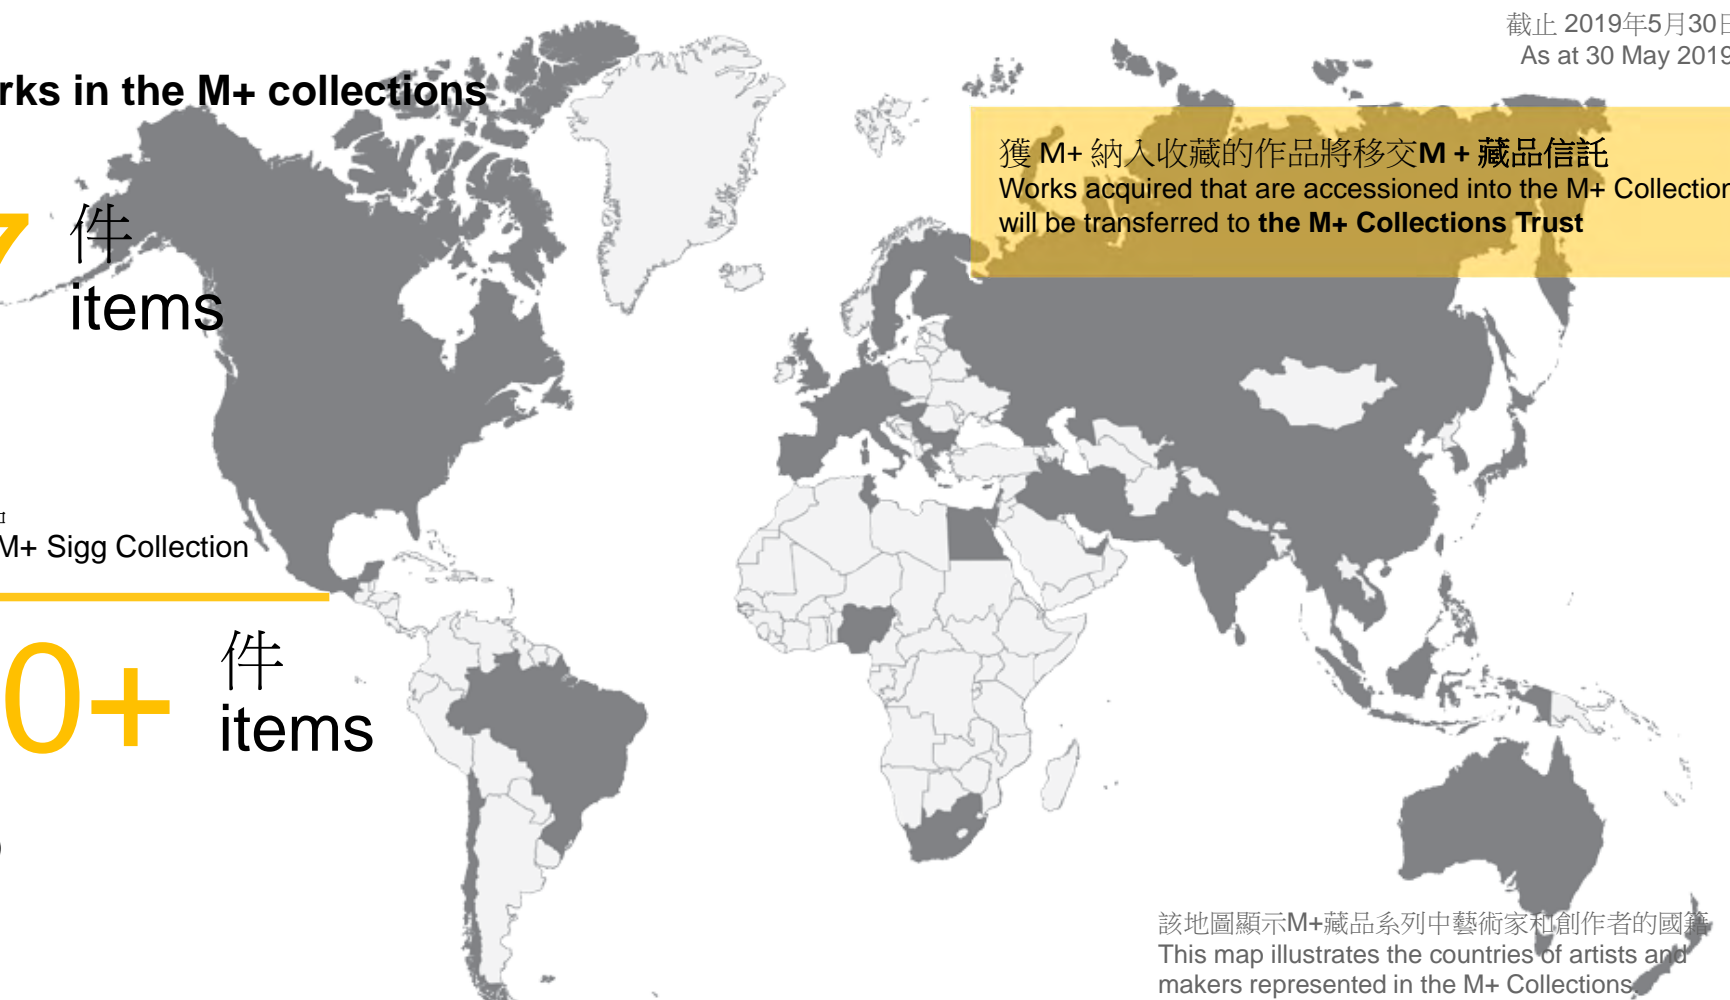 截止 2019年5月30日
As at 30 May 2019
rks in the M+ collections
獲 M+ 納入收藏的作品將移交M + 藏品信託
Works acquired that are accessioned into the M+ Collection
will be transferred to the M+ Collections Trust
7 件
items
M+ Sigg Collection
0+ 件
items
該地圖顯示M+藏品系列中藝術家和創作者的國籍
This map illustrates the countries of artists and
makers represented in the M+ Collections